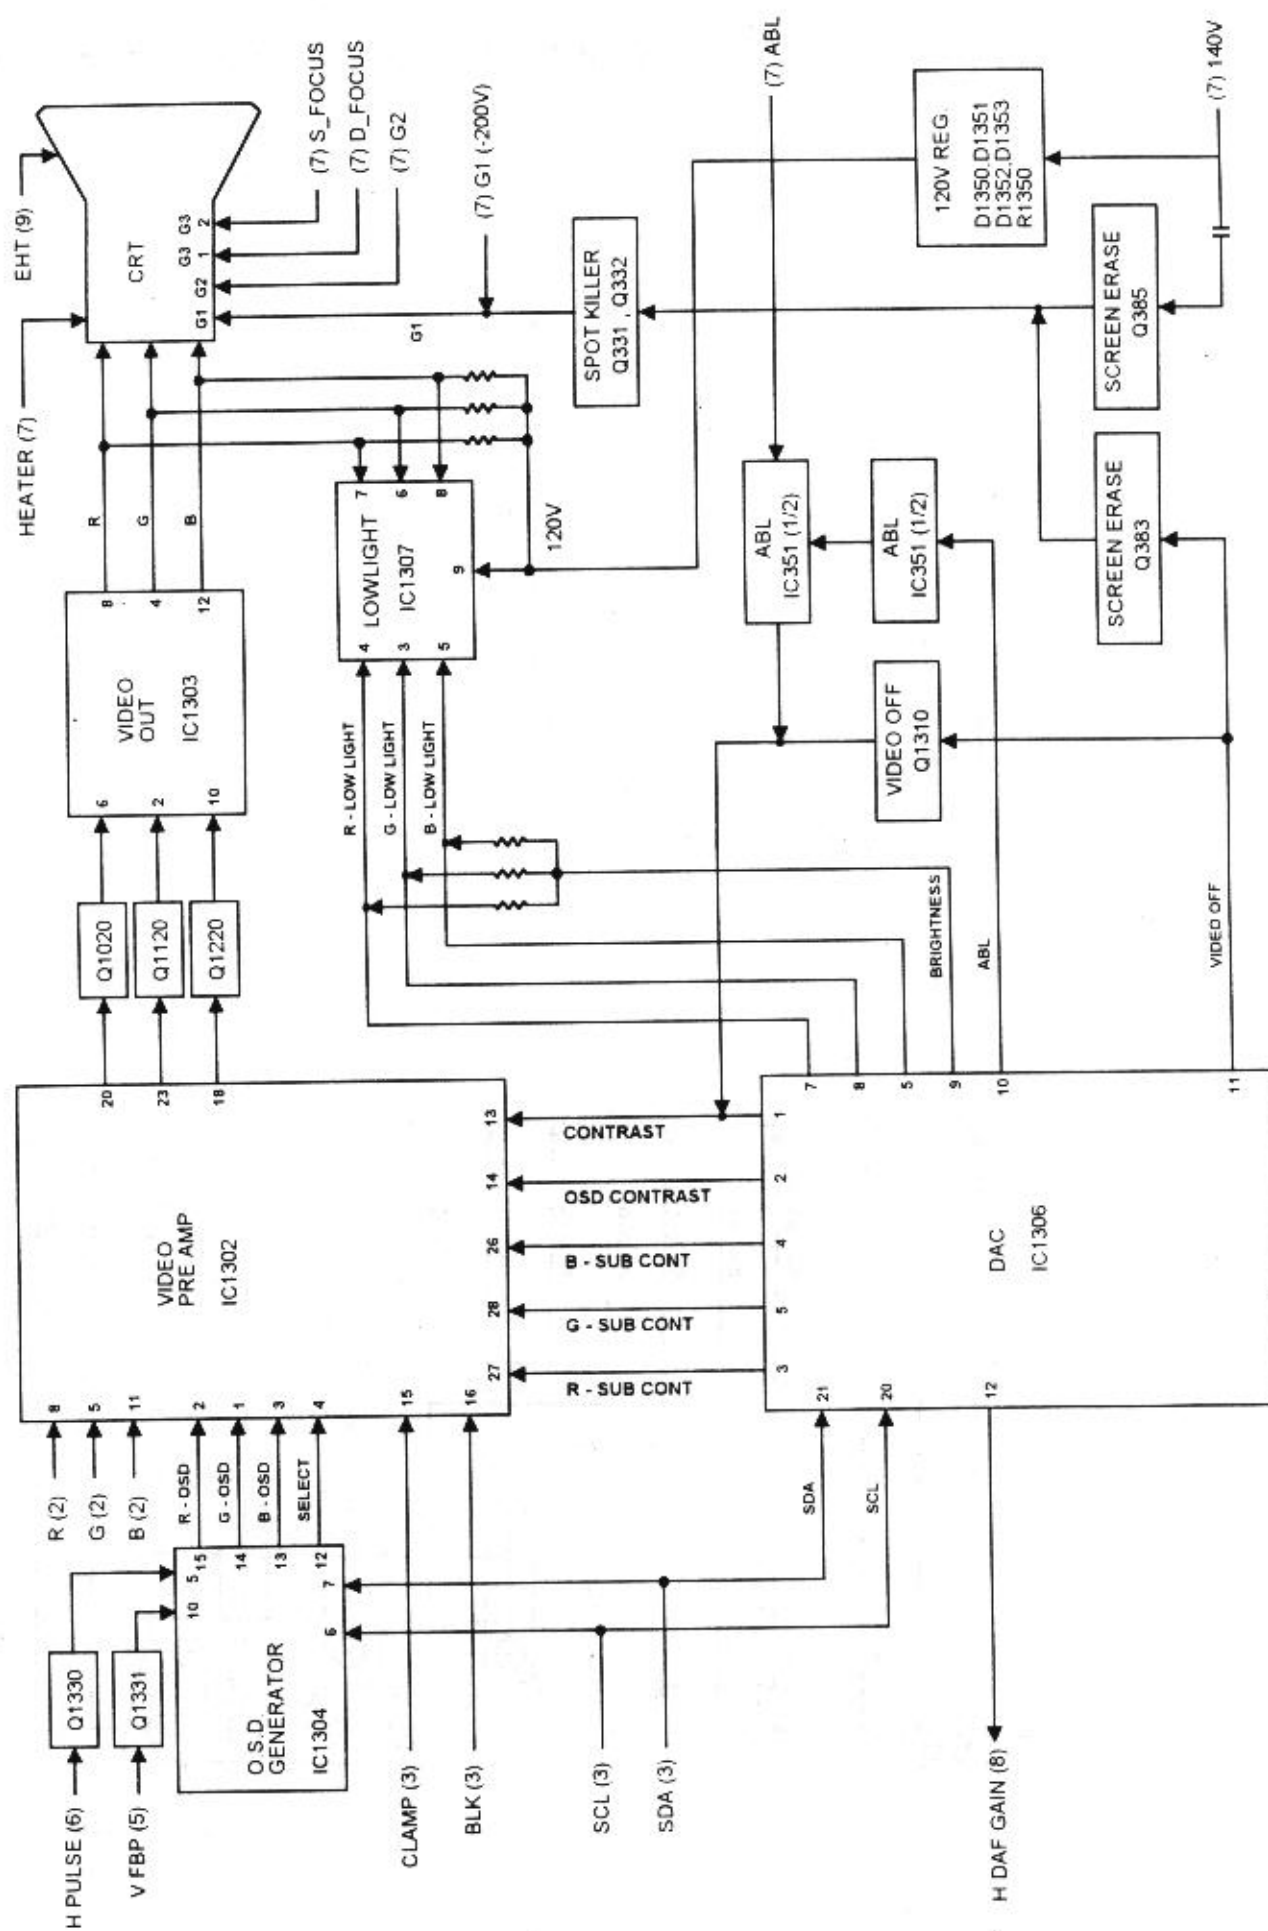 H PULSE (6)
V FBP (5)
Q1330
Q1331
O.S.D.
GENERATOR
IC1304
5
10
15
14
13
12
7
6
R (2)
G (2)
B (2)
R - OSD
G - OSD
B - OSD
SELECT
CLAMP (3)
BLK (3)
SCL (3)
SDA (3)
SDA
SCL
H DAF GAIN (8)
8
5
11
2
1
3
4
15
16
VIDEO
PRE AMP
IC1302
20
23
18
13
14
26
28
27
CONTRAST
OSD CONTRAST
B - SUB CONT
G - SUB CONT
R - SUB CONT
1
2
4
5
3
21
20
12
DAC
IC1306
7
8
5
9
10
11
BRIGHTNESS
ABL
VIDEO OFF
Q1020
Q1120
Q1220
6
2
10
VIDEO
OUT
IC1303
8
4
12
R
G
B
R - LOW LIGHT
G - LOW LIGHT
B - LOW LIGHT
4
3
5
LOWLIGHT
IC1307
7
6
8
9
120V
VIDEO OFF
Q1310
ABL
IC351 (1/2)
ABL
IC351 (1/2)
SCREEN ERASE
Q383
SCREEN ERASE
Q385
SPOT KILLER
Q331 , Q332
120V REG.
D1350.D1351
D1352.D1353
R1350
HEATER (7)
EHT (9)
CRT
G1
G2
G3
1
G3
2
G1
(7) S_FOCUS
(7) D_FOCUS
(7) G2
(7) G1 (-200V)
(7) ABL
(7) 140V